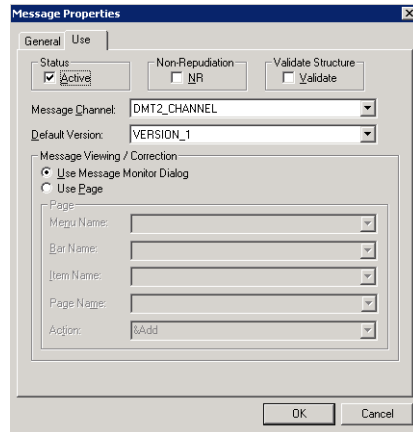 Message Properties
General Use
Status Non-Repudiation Validate Structure
Active NR Validate
Message Channel: DMT2_CHANNEL
Default Version: VERSION_1
Message Viewing / Correction
Use Message Monitor Dialog
Use Page
Page
Menu Name:
Bar Name:
Item Name:
Page Name:
Action: &Add
OK Cancel